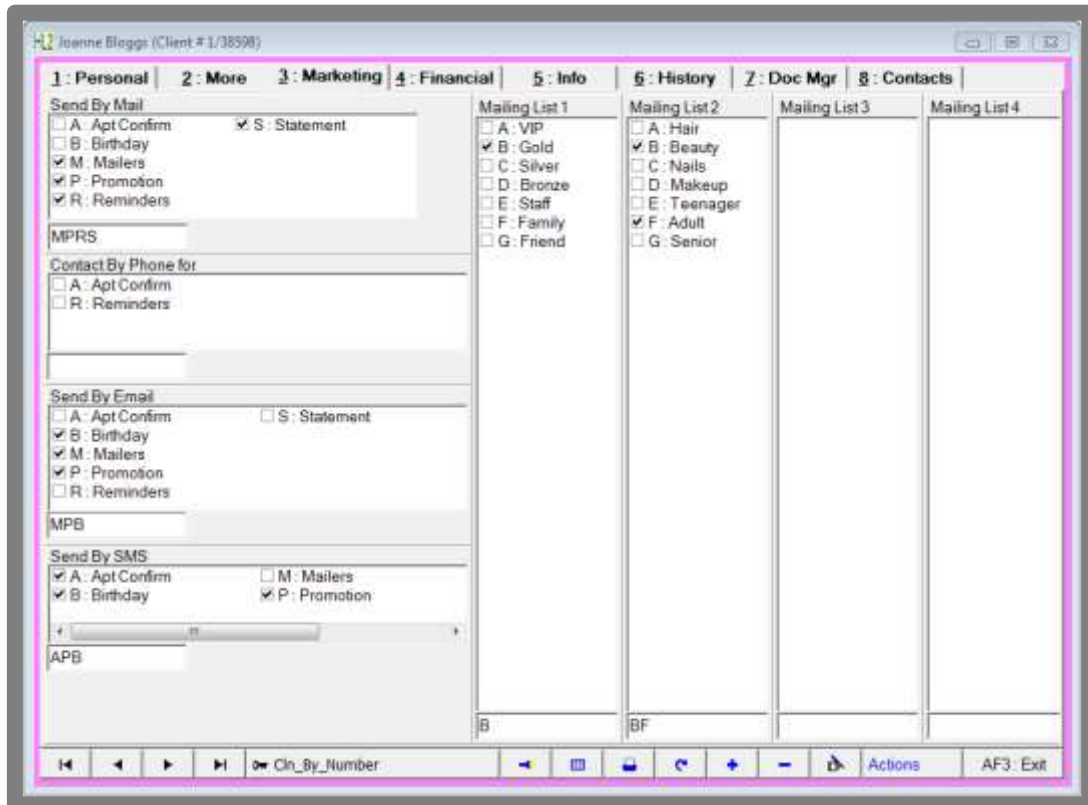 Joanne Bloggs (Client # 1/38598)
1 : Personal 2 : More 3 : Marketing 4 : Financial 5 : Info 6 : History 7 : Doc Mgr 8 : Contacts
Send By Mail
A : Apt Confirm S : Statement
B : Birthday
M : Mailers
P : Promotion
R : Reminders
MPRS
Contact By Phone for
A : Apt Confirm
R : Reminders
Send By Email
A : Apt Confirm S : Statement
B : Birthday
M : Mailers
P : Promotion
R : Reminders
MPB
Send By SMS
A : Apt Confirm M : Mailers
B : Birthday P : Promotion
APB
Mailing List 1
A : VIP
B : Gold
C : Silver
D : Bronze
E : Staff
F : Family
G : Friend
B
Mailing List 2
A : Hair
B : Beauty
C : Nails
D : Makeup
E : Teenager
F : Adult
G : Senior
BF
Mailing List 3
Mailing List 4
Cln_By_Number Actions AF3 : Exit